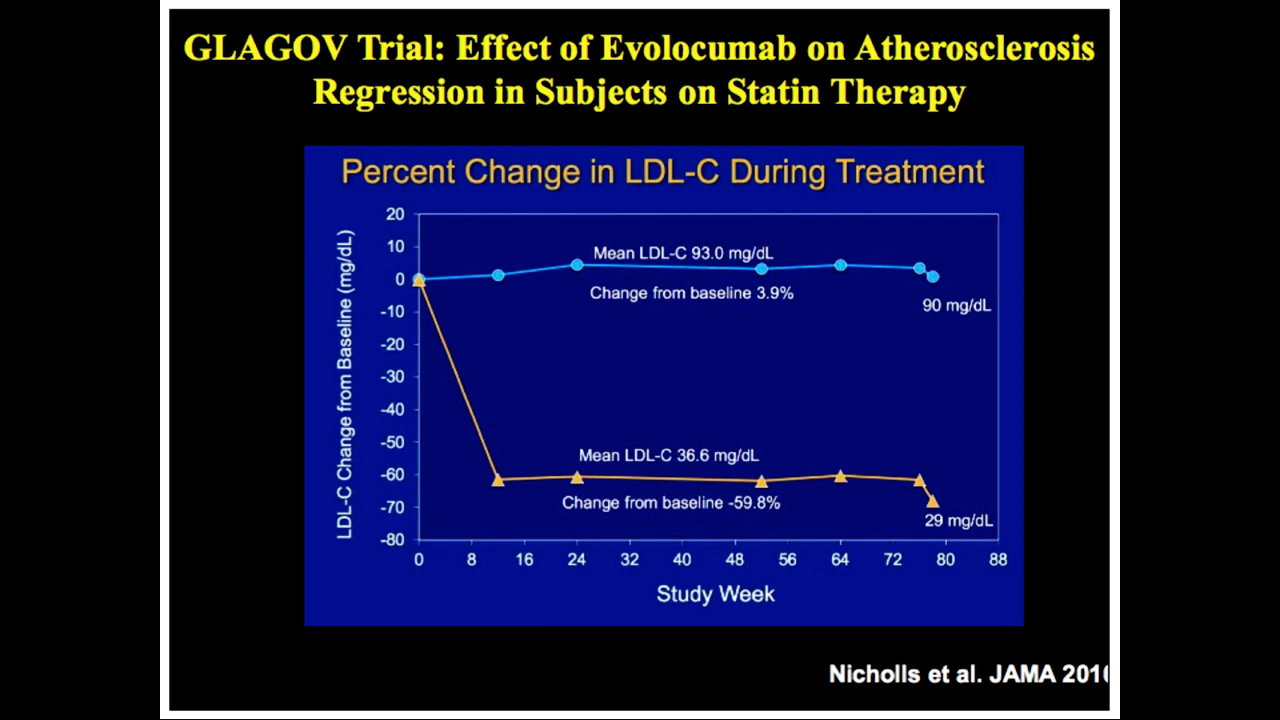 GLAGOV Trial: Effect of Evolocumab on Atherosclerosis
Regression in Subjects on Statin Therapy
Percent Change in LDL-C During Treatment
LDL-C Change from Baseline (mg/dL)
20
10
0
-10
-20
-30
-40
-50
-60
-70
-80
Mean LDL-C 93.0 mg/dL
Change from baseline 3.9%
90 mg/dL
Mean LDL-C 36.6 mg/dL
Change from baseline -59.8%
29 mg/dL
0 8 16 24 32 40 48 56 64 72 80 88
Study Week
Nicholls et al. JAMA